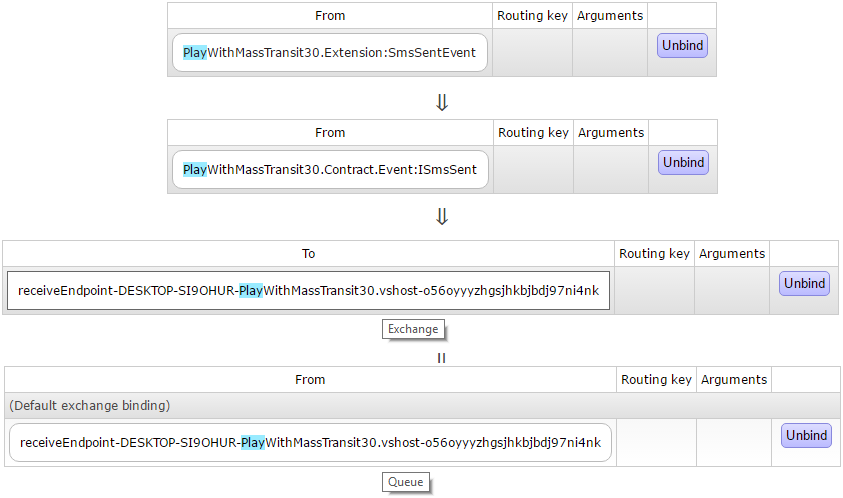 From Routing key Arguments
PlayWithMassTransit30.Extension:SmsSentEvent Unbind
⇓
From Routing key Arguments
PlayWithMassTransit30.Contract.Event:ISmsSent Unbind
⇓
To Routing key Arguments
receiveEndpoint-DESKTOP-SI9OHUR-PlayWithMassTransit30.vshost-o56oyyyzhgsjhkbjbdj97ni4nk Unbind
Exchange
From Routing key Arguments
(Default exchange binding)
receiveEndpoint-DESKTOP-SI9OHUR-PlayWithMassTransit30.vshost-o56oyyyzhgsjhkbjbdj97ni4nk Unbind
Queue